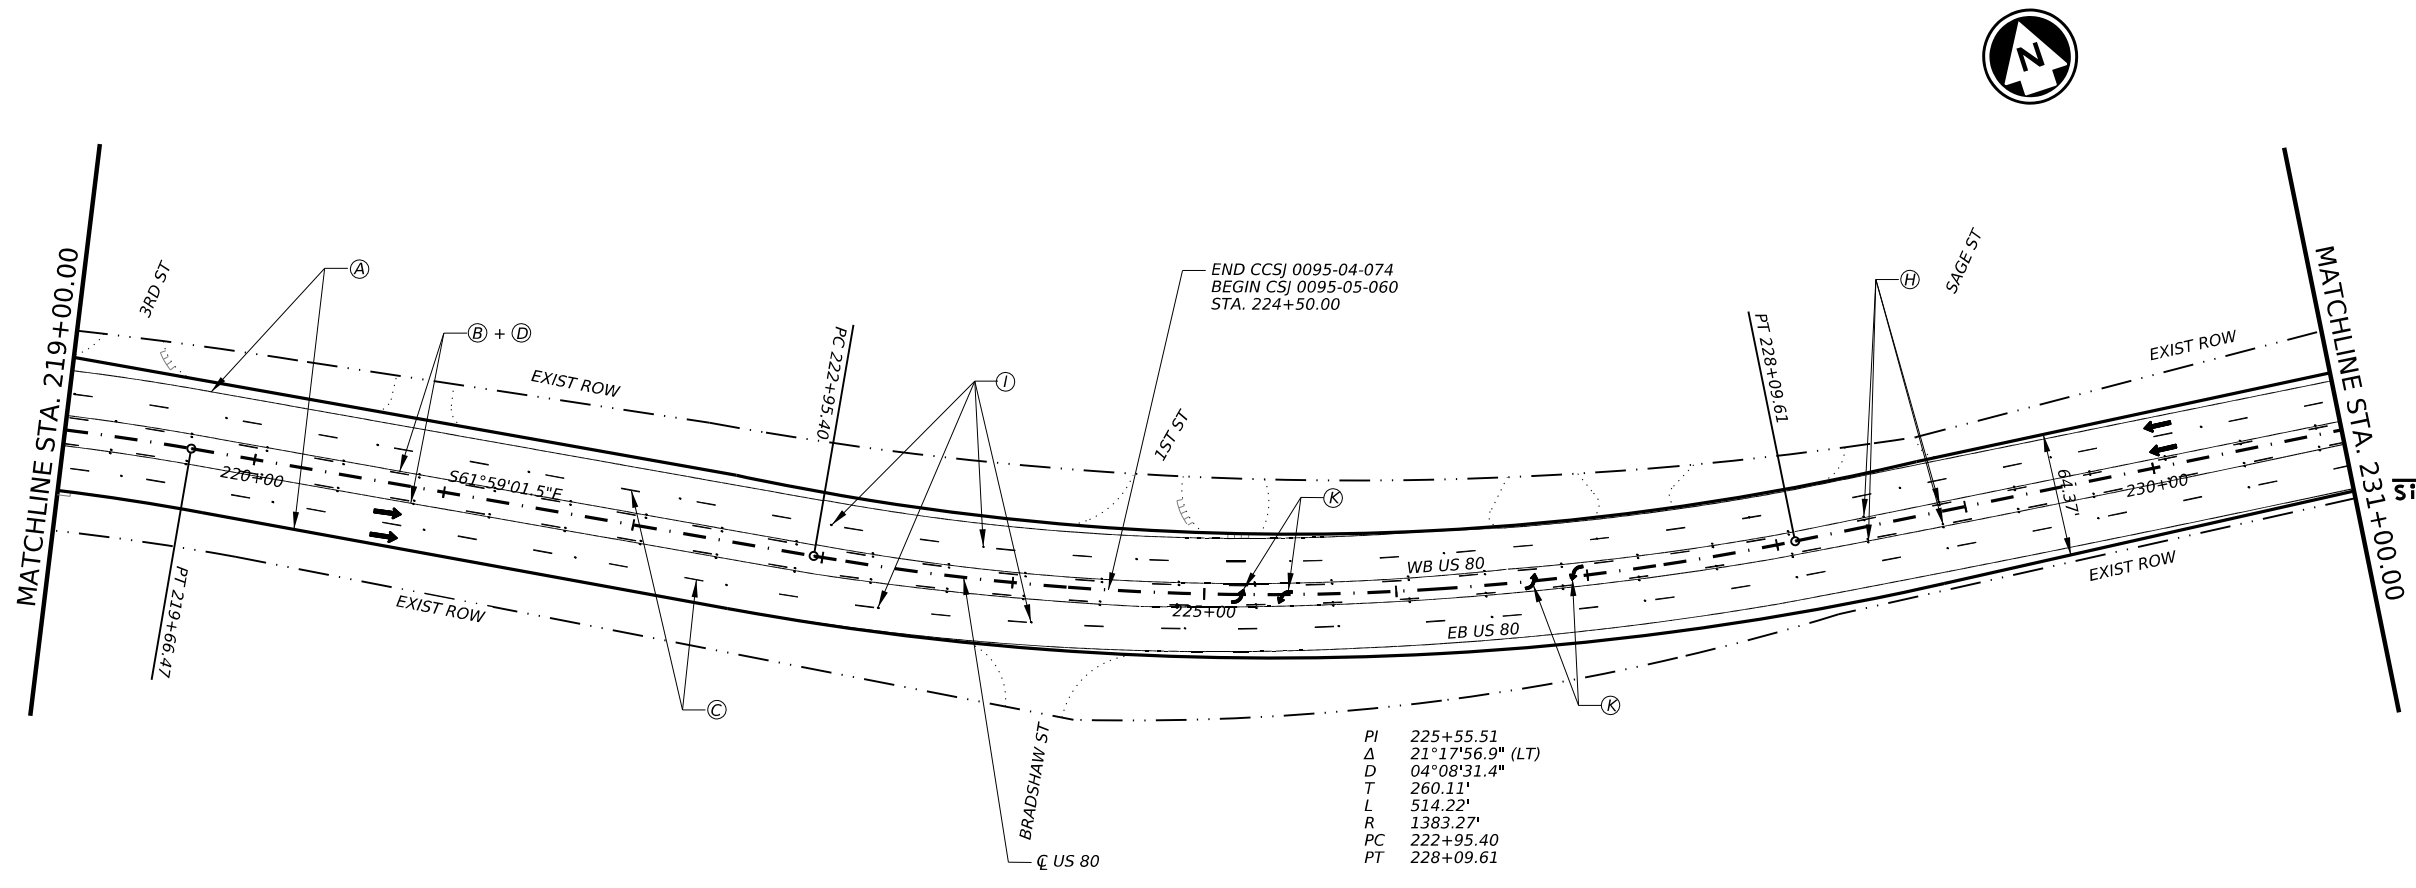 N
MATCHLINE STA. 219+00.00
3RD ST
A
B + D
EXIST ROW
PC 222+95.40
I
END CCSJ 0095-04-074
BEGIN CSJ 0095-05-060
STA. 224+50.00
1ST ST
K
PT 228+09.61
H
SAGE ST
EXIST ROW
MATCHLINE STA. 231+00.00
220+00
S61°59'01.5"E
WB US 80
64.37'
230+00
225+00
EB US 80
EXIST ROW
PT 219+66.47
EXIST ROW
C
K
BRADSHAW ST
℄ US 80
PI 225+55.51
Δ 21°17'56.9" (LT)
D 04°08'31.4"
T 260.11'
L 514.22'
R 1383.27'
PC 222+95.40
PT 228+09.61